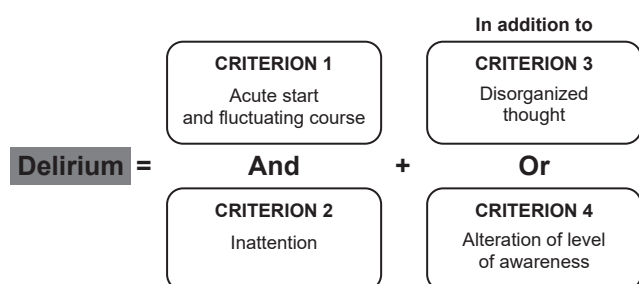 In addition to
CRITERION 1
Acute start
and fluctuating course
CRITERION 3
Disorganized
thought
Delirium = And + Or
CRITERION 2
Inattention
CRITERION 4
Alteration of level
of awareness